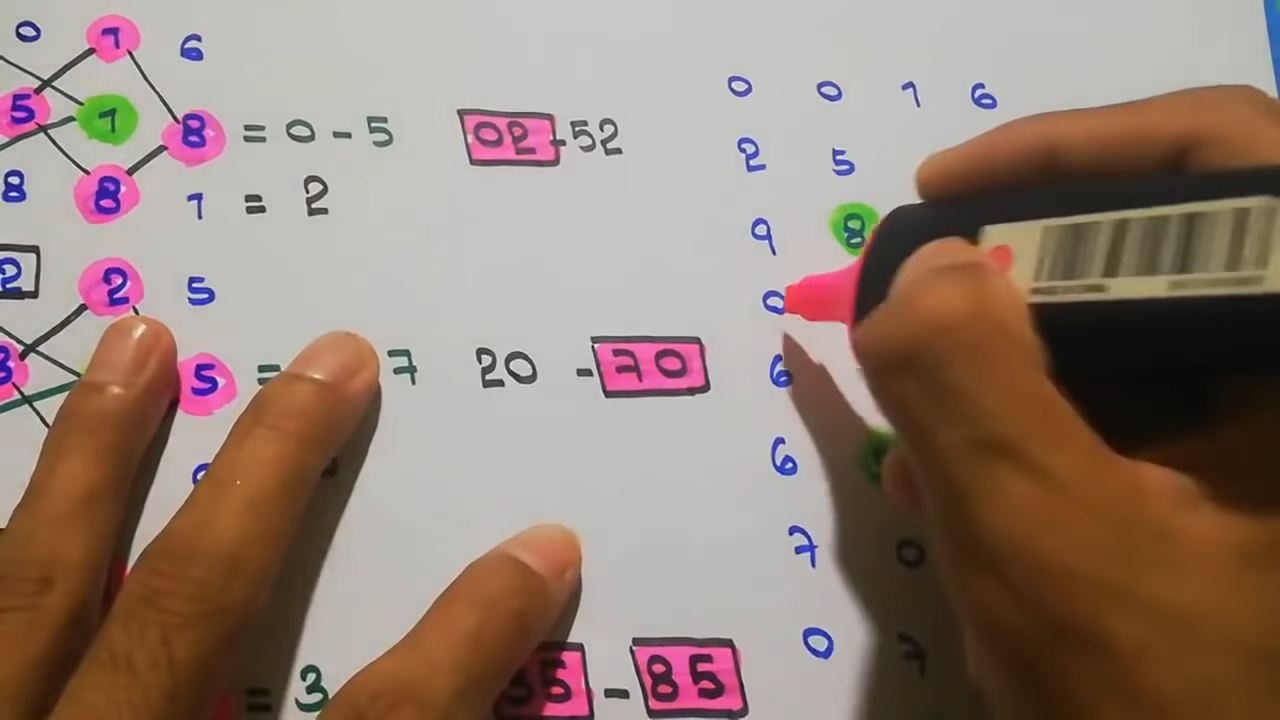 0 7 6
5 7 8 = 0 - 5 02 - 52
8 8 7 = 2
2 2 5
3 5 = 7 20 - 70
= 3 35 - 85
0 0 7 6
2 5
9 8
0
6
6
7 0
0 7